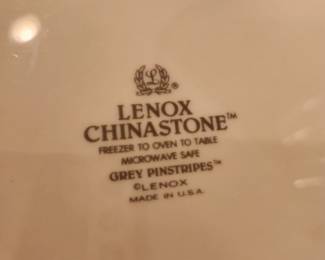 L ®
LENOX
CHINASTONE™
FREEZER TO OVEN TO TABLE
MICROWAVE SAFE
GREY PINSTRIPES™
©LENOX
MADE IN U.S.A.